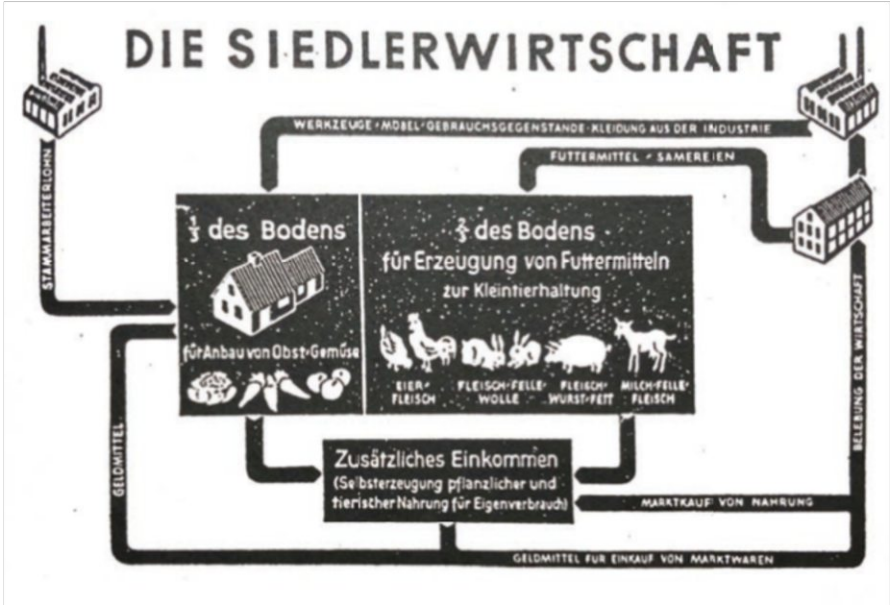 DIE SIEDLERWIRTSCHAFT
WERKZEUGE-MÖBEL-GEBRAUCHSGEGENSTÄNDE-KLEIDUNG AUS DER INDUSTRIE
FUTTERMITTEL - SÄMEREIEN
STAMMARBEITERLOHN
1/3 des Bodens
für Anbau von Obst-Gemüse
2/3 des Bodens
für Erzeugung von Futtermitteln
zur Kleintierhaltung
EIER-
FLEISCH
FLEISCH-FELLE
WOLLE
FLEISCH-
WURST-FETT
MILCH-FELLE-
FLEISCH
BELEBUNG DER WIRTSCHAFT
GELDMITTEL
Zusätzliches Einkommen
(Selbsterzeugung pflanzlicher und
tierischer Nahrung für Eigenverbrauch)
MARKTKAUF VON NAHRUNG
GELDMITTEL FÜR EINKAUF VON MARKTWAREN